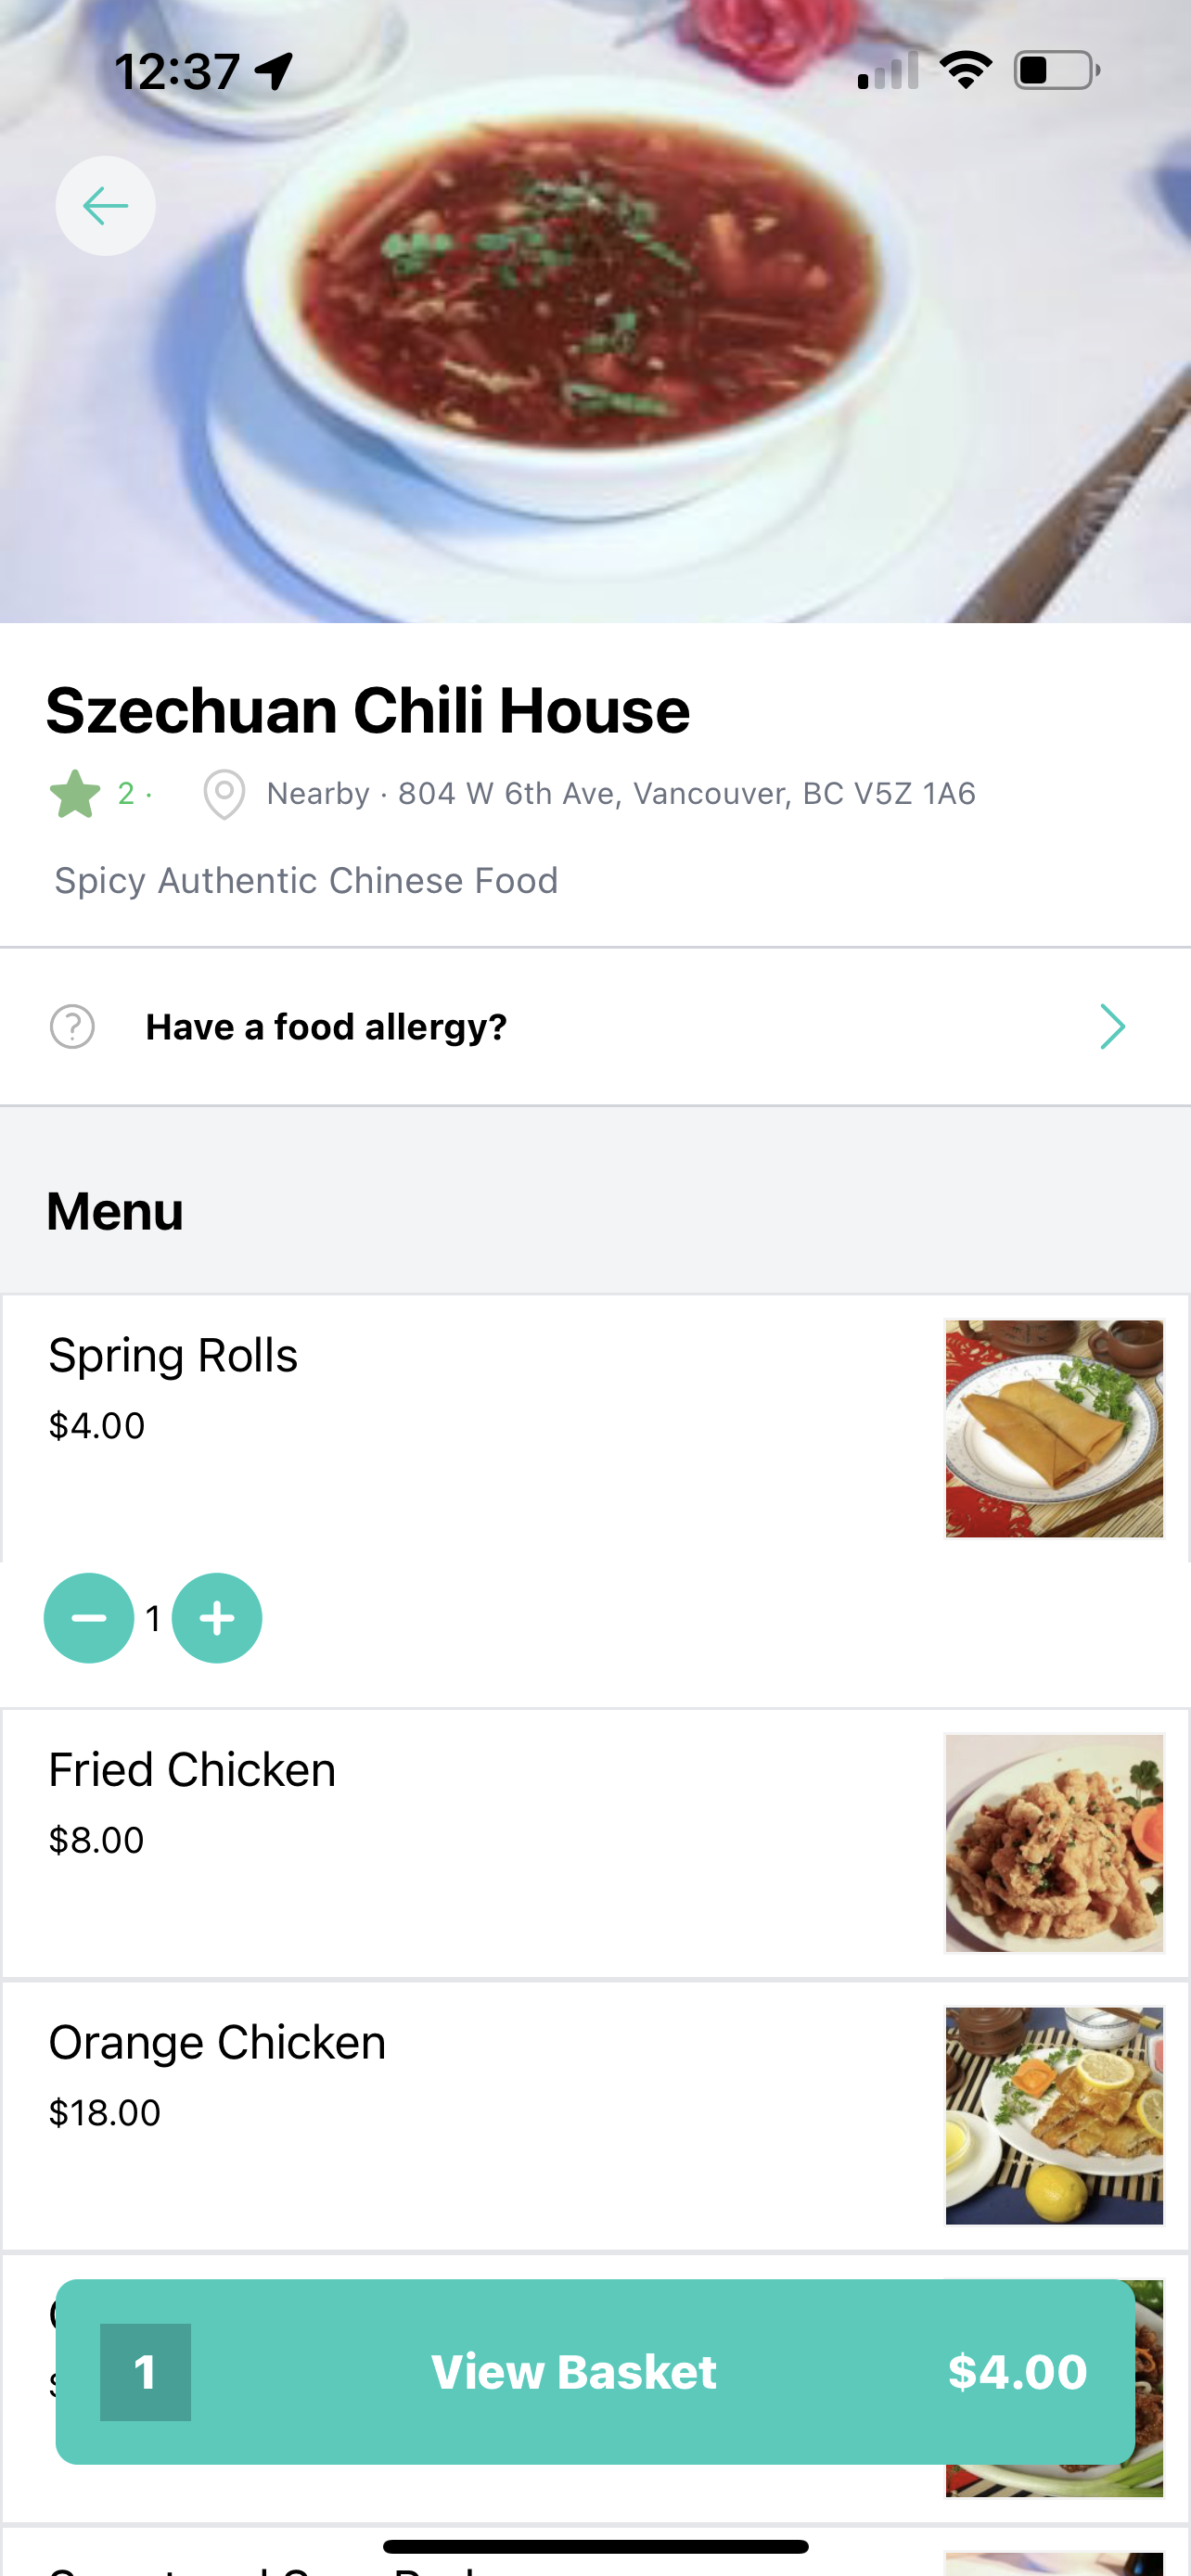 12:37
Szechuan Chili House
2 · Nearby · 804 W 6th Ave, Vancouver, BC V5Z 1A6
Spicy Authentic Chinese Food
Have a food allergy?
Menu
Spring Rolls
$4.00
1
Fried Chicken
$8.00
Orange Chicken
$18.00
1 View Basket $4.00